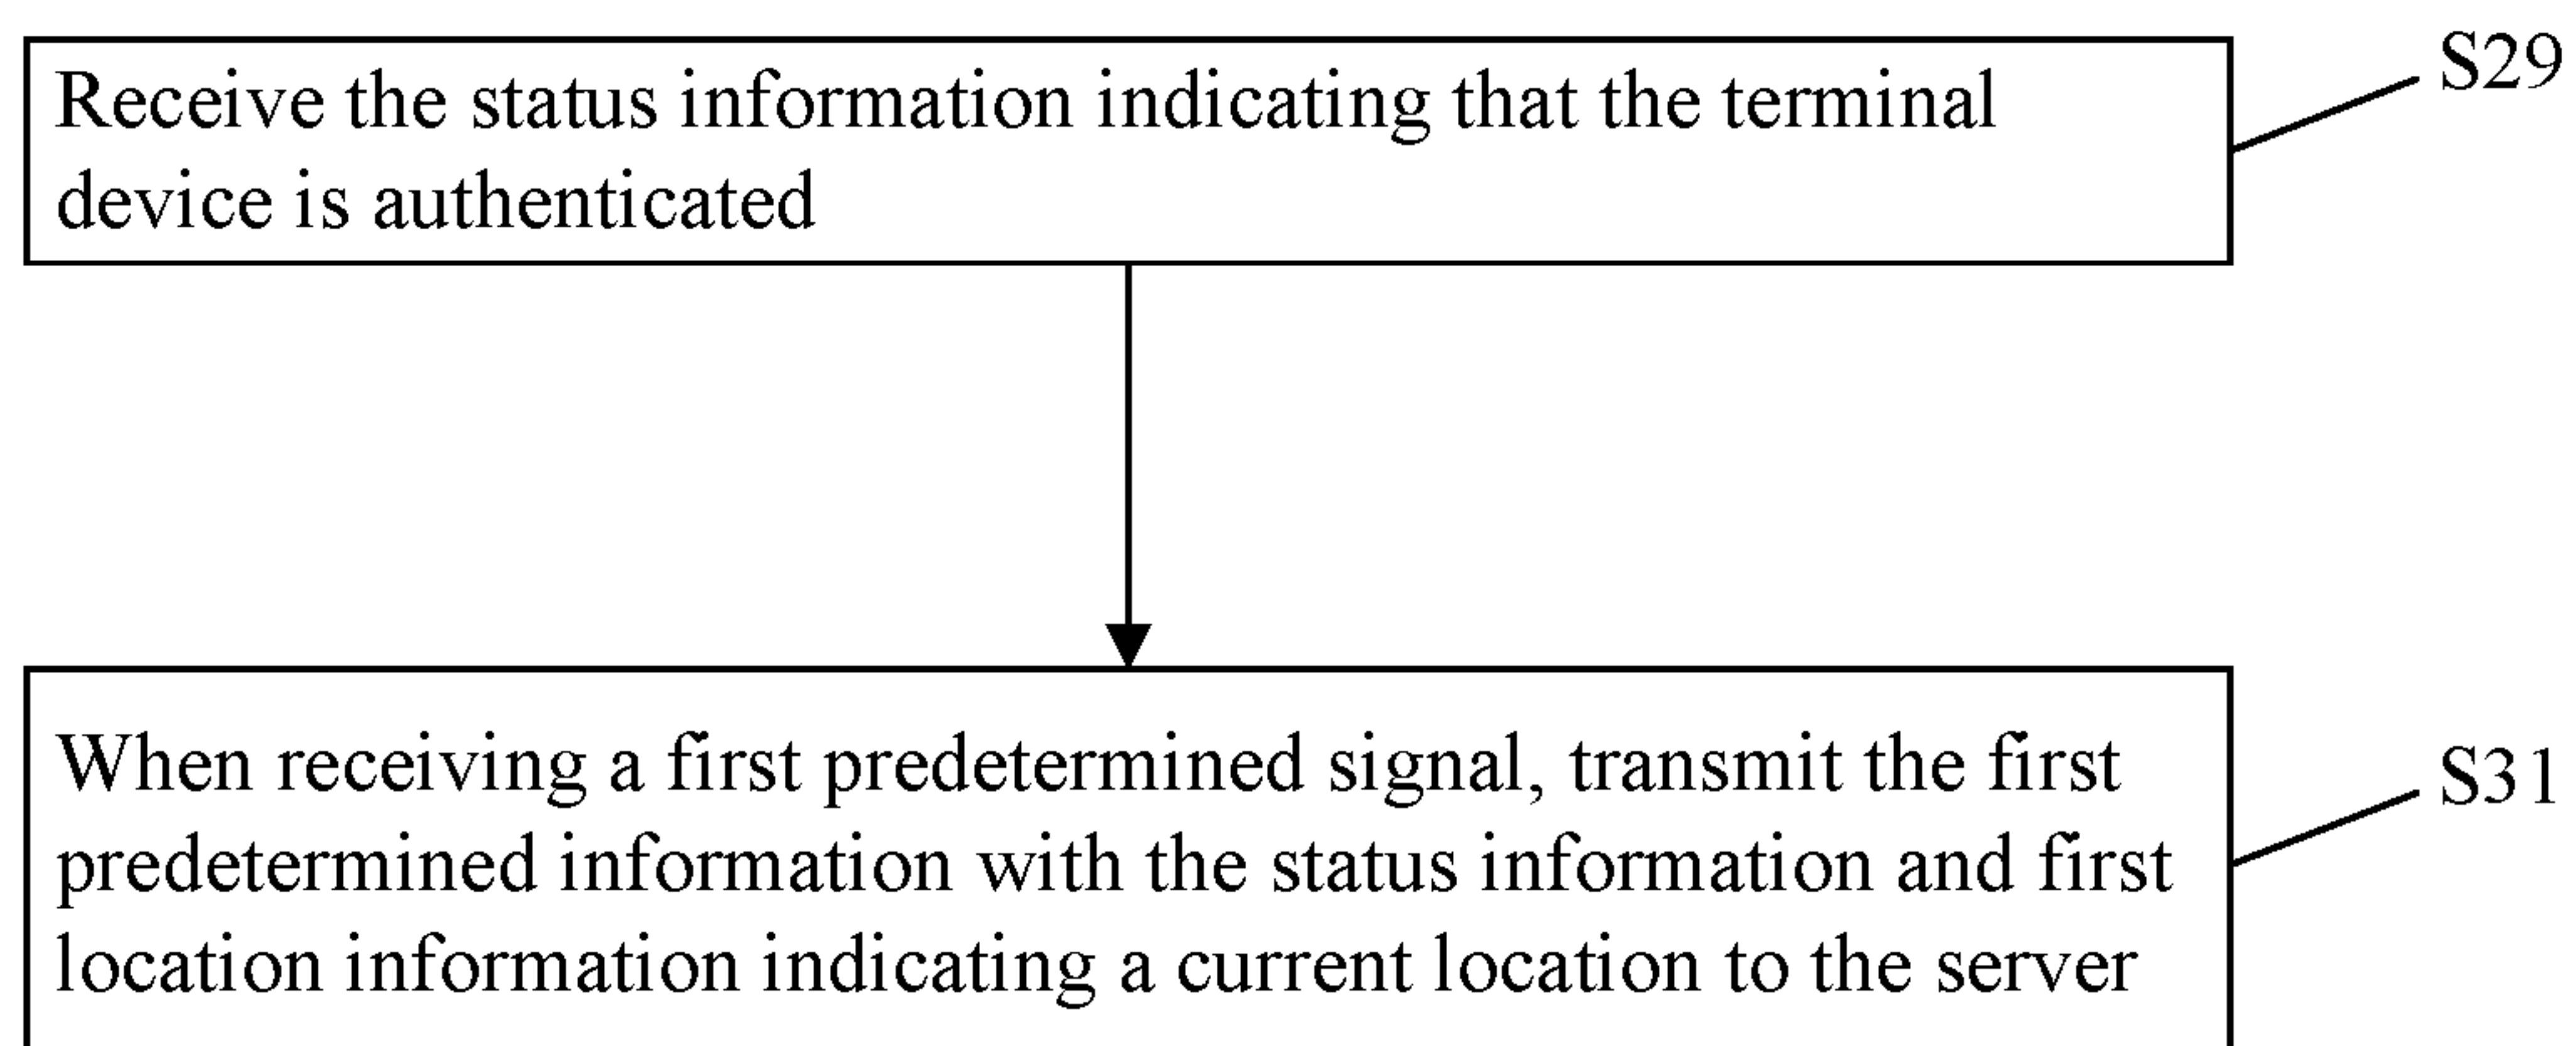 Receive the status information indicating that the terminal
device is authenticated
S29
When receiving a first predetermined signal, transmit the first
predetermined information with the status information and first
location information indicating a current location to the server
S31